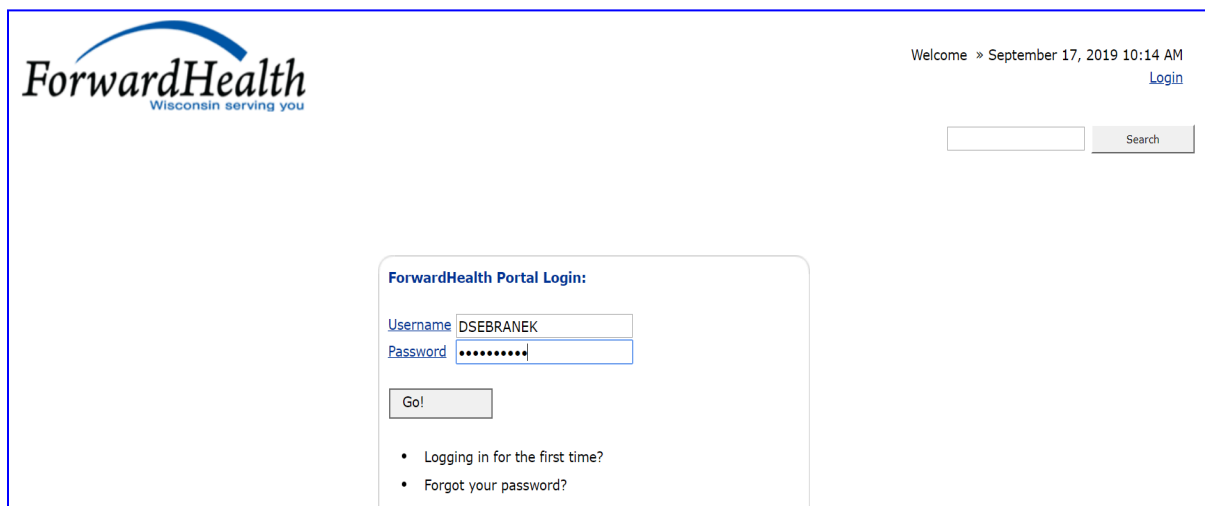 ForwardHealth
Wisconsin serving you
Welcome » September 17, 2019 10:14 AM
Login
Search
ForwardHealth Portal Login:
Username DSEBRANEK
Password ••••••••••
Go!
• Logging in for the first time?
• Forgot your password?